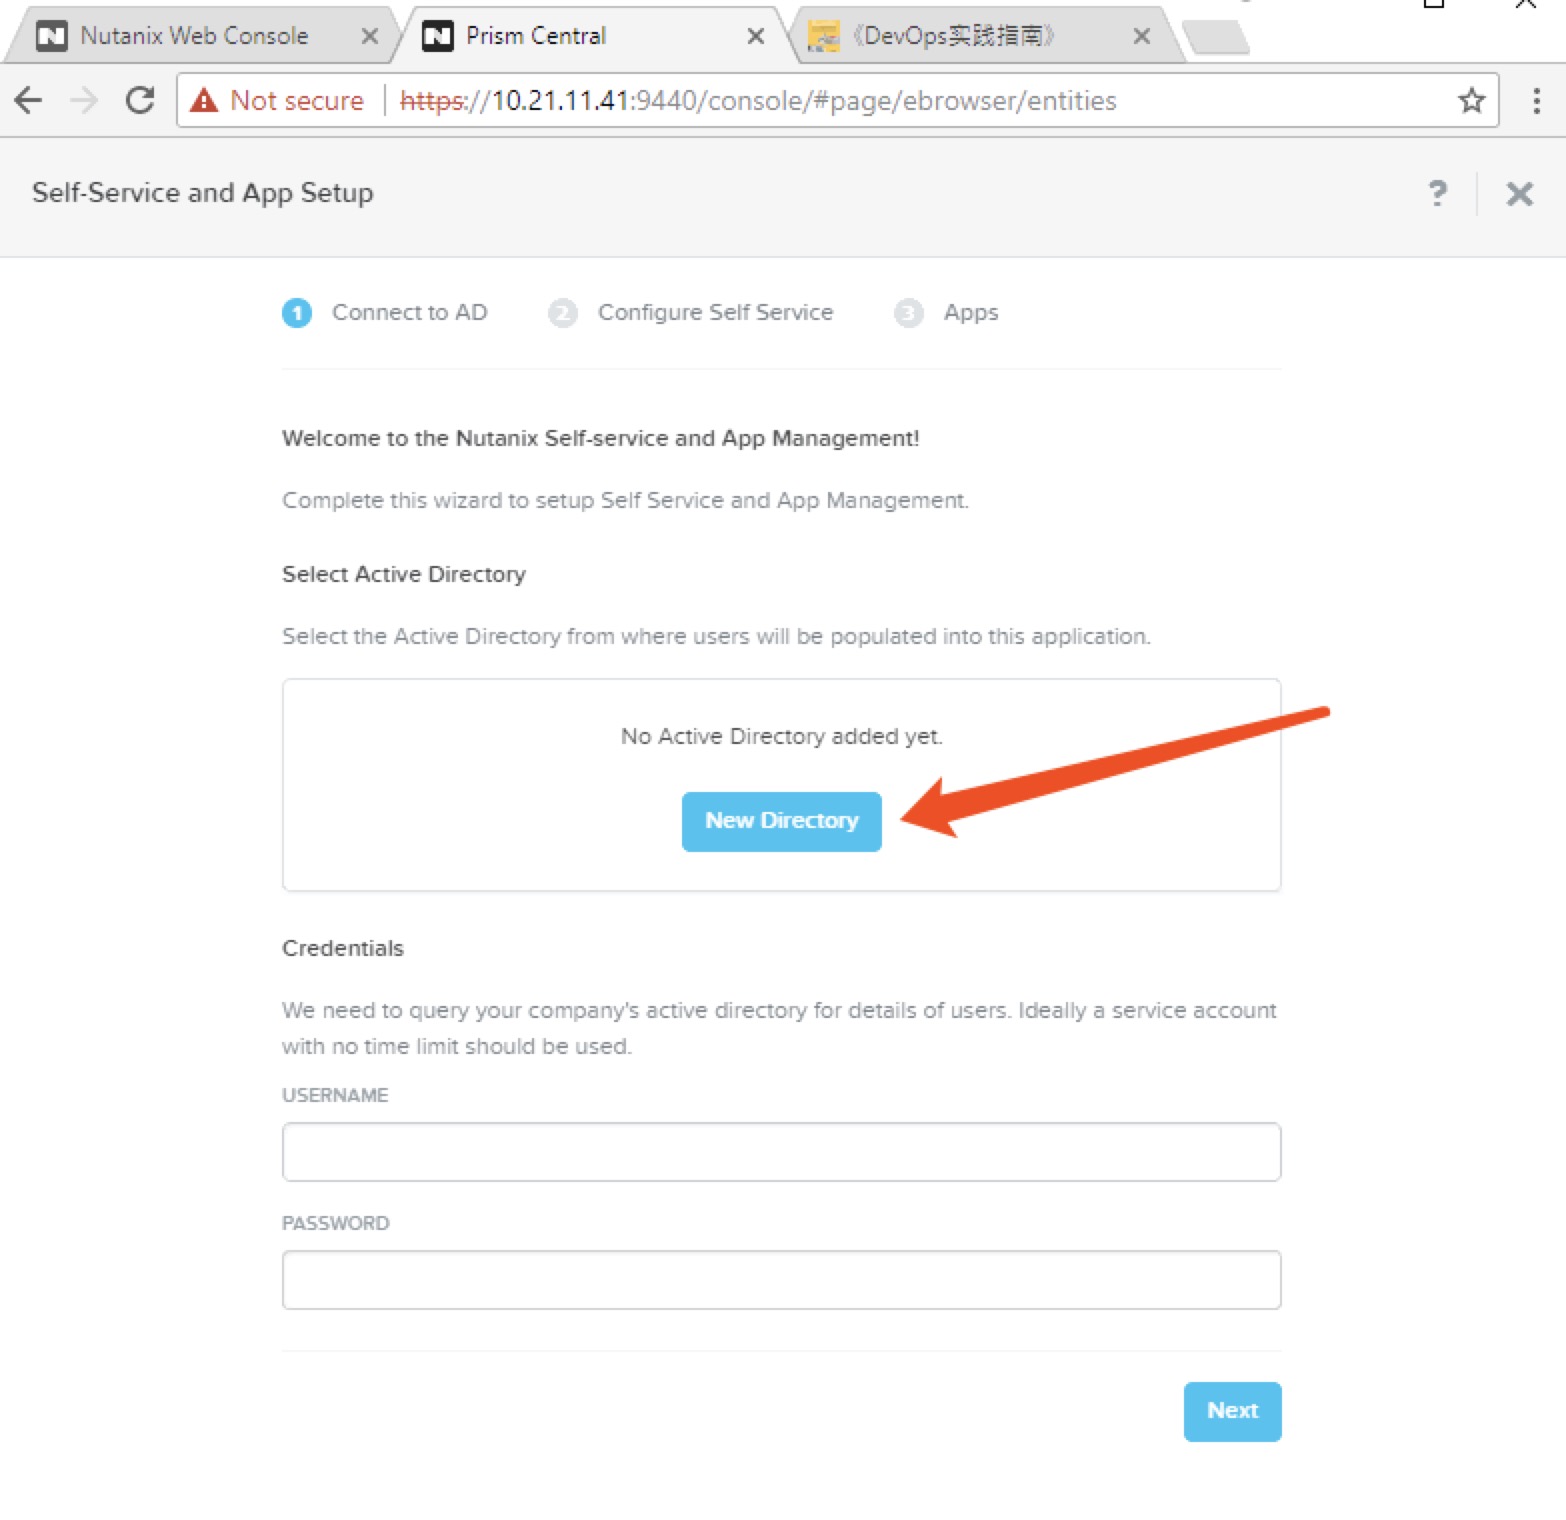 Nutanix Web Console
Prism Central
《DevOps实践指南》
Not secure https://10.21.11.41:9440/console/#page/ebrowser/entities
Self-Service and App Setup
?
1 Connect to AD 2 Configure Self Service 3 Apps
Welcome to the Nutanix Self-service and App Management!
Complete this wizard to setup Self Service and App Management.
Select Active Directory
Select the Active Directory from where users will be populated into this application.
No Active Directory added yet.
New Directory
Credentials
We need to query your company's active directory for details of users. Ideally a service account
with no time limit should be used.
USERNAME
PASSWORD
Next